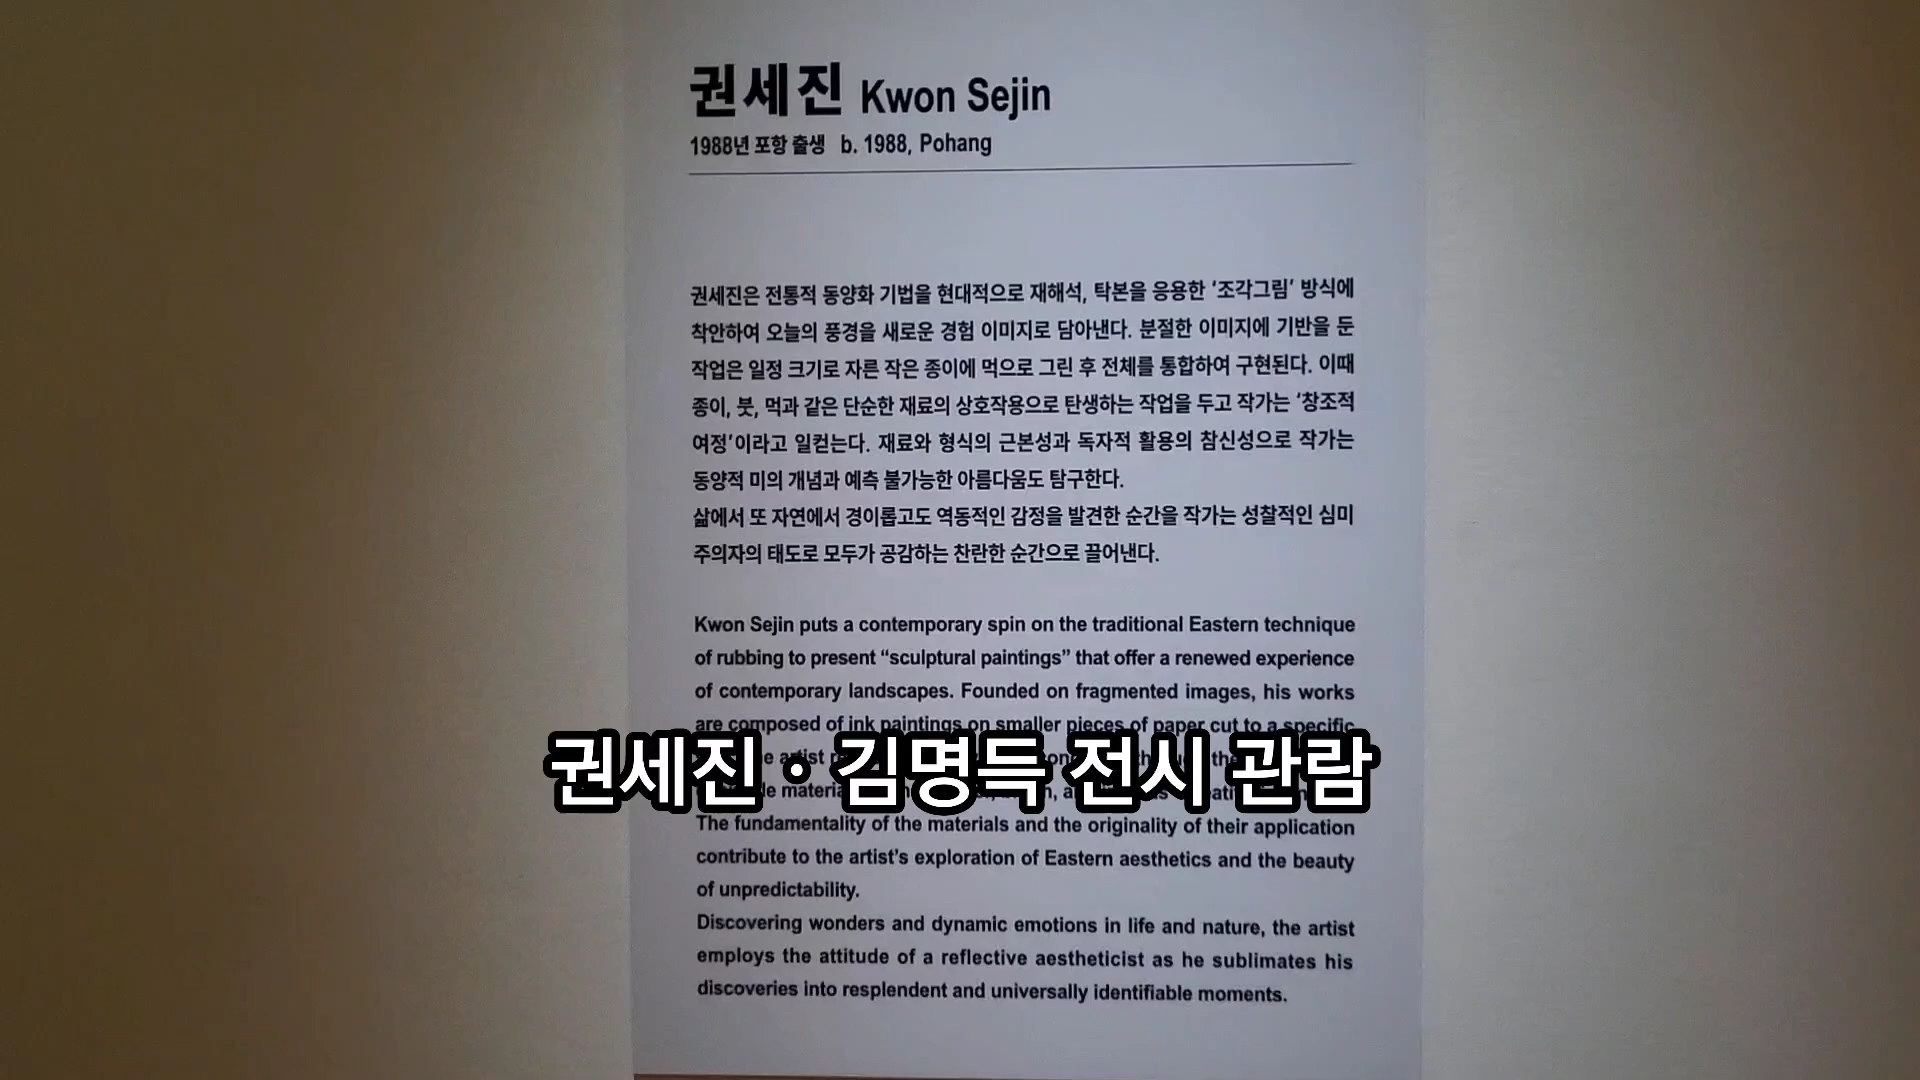 권세진 Kwon Sejin
1988년 포항 출생 b. 1988, Pohang
권세진은 전통적 동양화 기법을 현대적으로 재해석, 탁본을 응용한 ‘조각그림’ 방식에
착안하여 오늘의 풍경을 새로운 경험 이미지로 담아낸다. 분절한 이미지에 기반을 둔
작업은 일정 크기로 자른 작은 종이에 먹으로 그린 후 전체를 통합하여 구현된다. 이때
종이, 붓, 먹과 같은 단순한 재료의 상호작용으로 탄생하는 작업을 두고 작가는 ‘창조적
여정’이라고 일컫는다. 재료와 형식의 근본성과 독자적 활용의 참신성으로 작가는
동양적 미의 개념과 예측 불가능한 아름다움도 탐구한다.
삶에서 또 자연에서 경이롭고도 역동적인 감정을 발견한 순간을 작가는 성찰적인 심미
주의자의 태도로 모두가 공감하는 찬란한 순간으로 끌어낸다.
Kwon Sejin puts a contemporary spin on the traditional Eastern technique
of rubbing to present “sculptural paintings” that offer a renewed experience
of contemporary landscapes. Founded on fragmented images, his works
are composed of ink paintings on smaller pieces of paper cut to a specific
권세진 · 김명득 전시 관람
The fundamentality of the materials and the originality of their application
contribute to the artist’s exploration of Eastern aesthetics and the beauty
of unpredictability.
Discovering wonders and dynamic emotions in life and nature, the artist
employs the attitude of a reflective aestheticist as he sublimates his
discoveries into resplendent and universally identifiable moments.